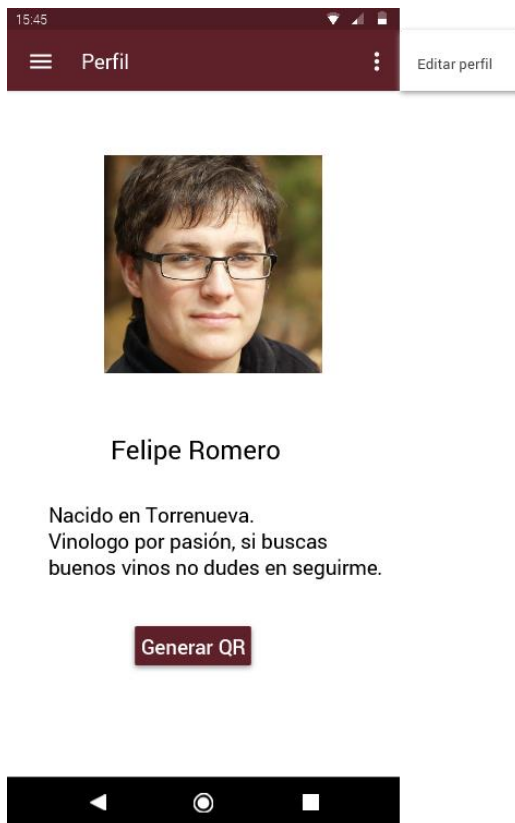 15:45
Perfil
Editar perfil
Felipe Romero
Nacido en Torrenueva.
Vinologo por pasión, si buscas
buenos vinos no dudes en seguirme.
Generar QR